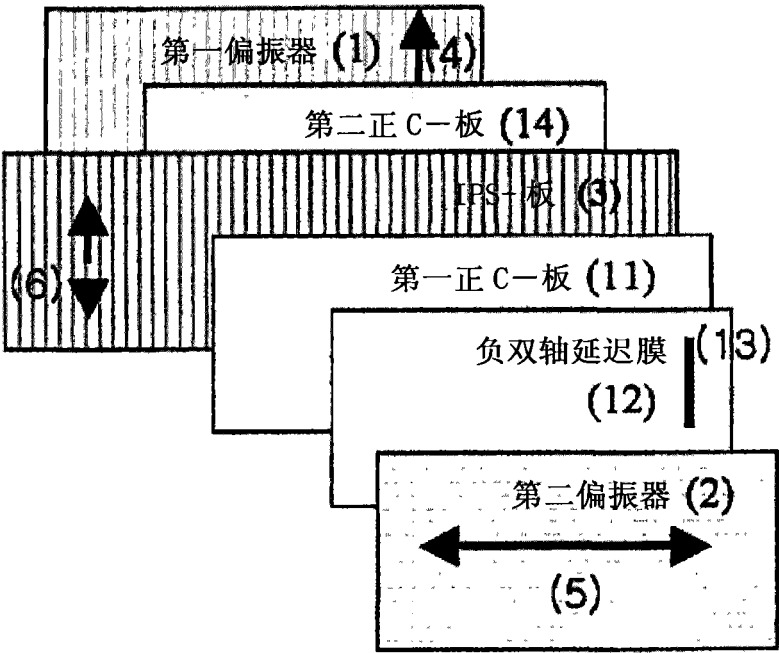 第一偏振器 (1) (4)
第二正 C－板 (14)
IPS-板 (3)
(6)
第一正 C－板 (11)
(13)
负双轴延迟膜
(12)
第二偏振器 (2)
(5)